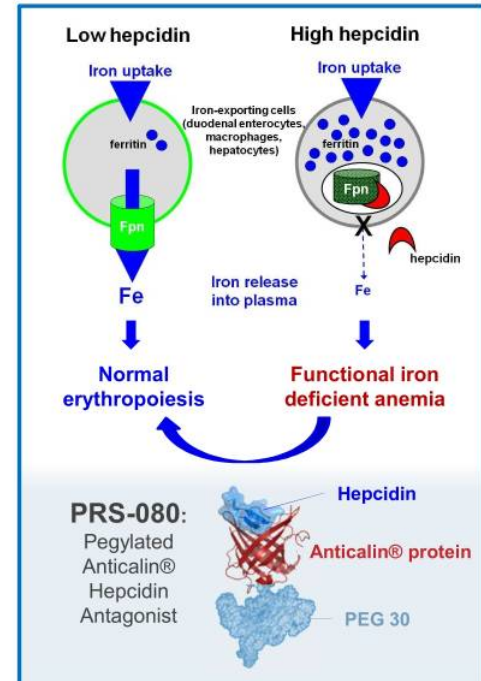 Low hepcidin
High hepcidin
Iron uptake
Iron uptake
Iron-exporting cells
(duodenal enterocytes,
macrophages,
hepatocytes)
ferritin
ferritin
Fpn
Fpn
X
hepcidin
Fe
Iron release
into plasma
Fe
Normal
erythropoiesis
Functional iron
deficient anemia
PRS-080:
Pegylated
Anticalin®
Hepcidin
Antagonist
Hepcidin
Anticalin® protein
PEG 30